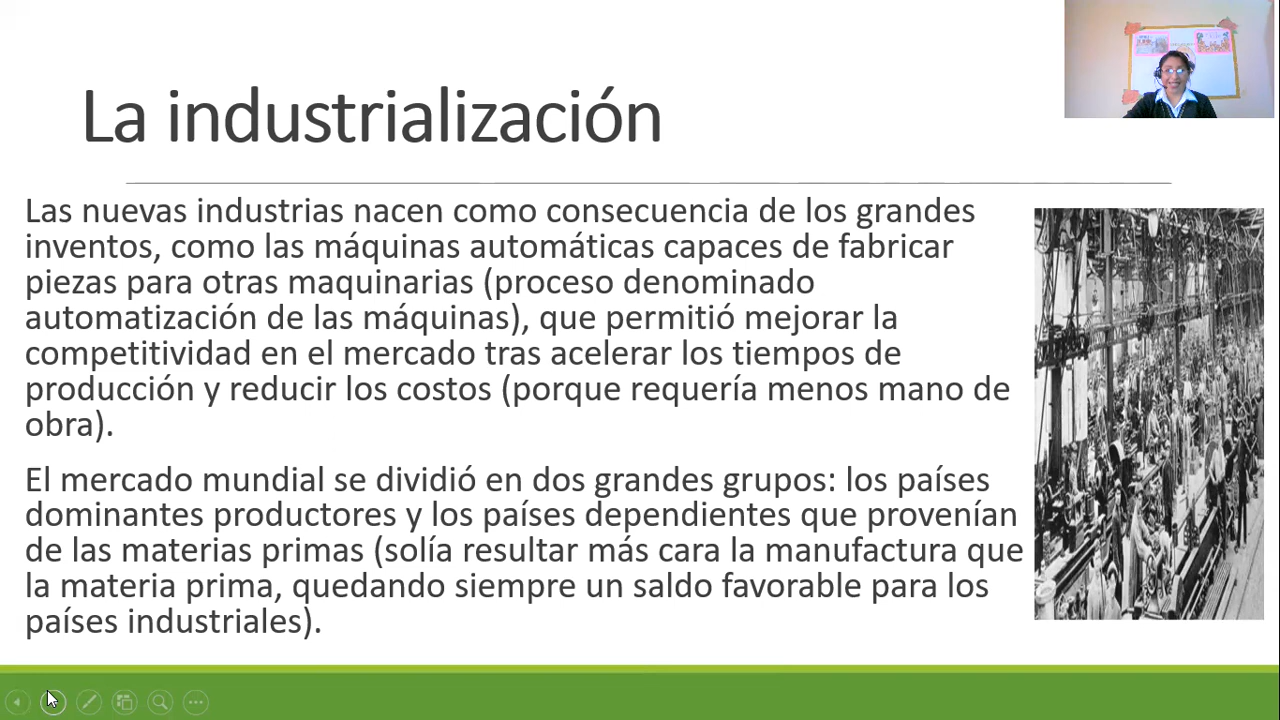 La industrialización
Las nuevas industrias nacen como consecuencia de los grandes
inventos, como las máquinas automáticas capaces de fabricar
piezas para otras maquinarias (proceso denominado
automatización de las máquinas), que permitió mejorar la
competitividad en el mercado tras acelerar los tiempos de
producción y reducir los costos (porque requería menos mano de
obra).
El mercado mundial se dividió en dos grandes grupos: los países
dominantes productores y los países dependientes que provenían
de las materias primas (solía resultar más cara la manufactura que
la materia prima, quedando siempre un saldo favorable para los
países industriales).